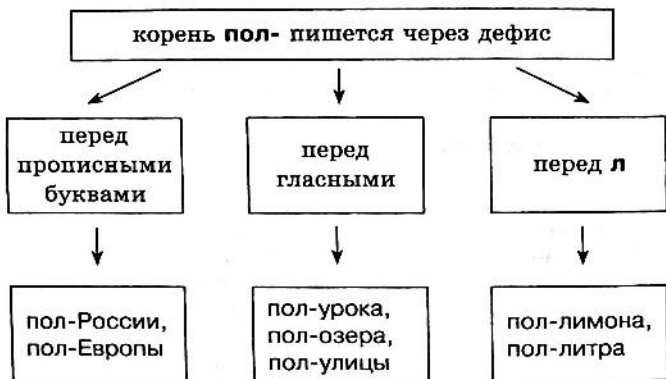 корень пол- пишется через дефис
перед
прописными
буквами
перед
гласными
перед л
пол-России,
пол-Европы
пол-урока,
пол-озера,
пол-улицы
пол-лимона,
пол-литра